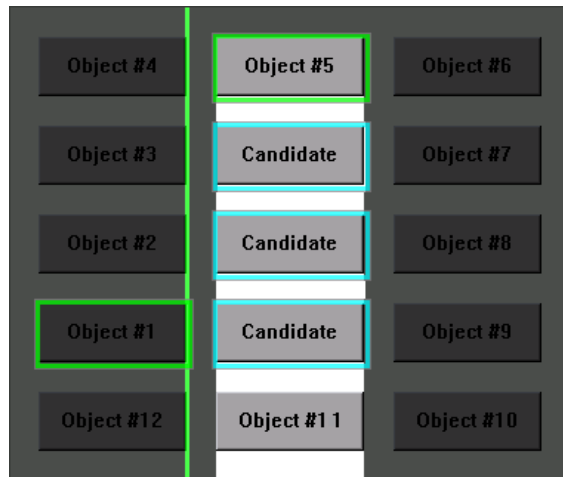 Object #4 Object #5 Object #6
Object #3 Candidate Object #7
Object #2 Candidate Object #8
Object #1 Candidate Object #9
Object #12 Object #11 Object #10